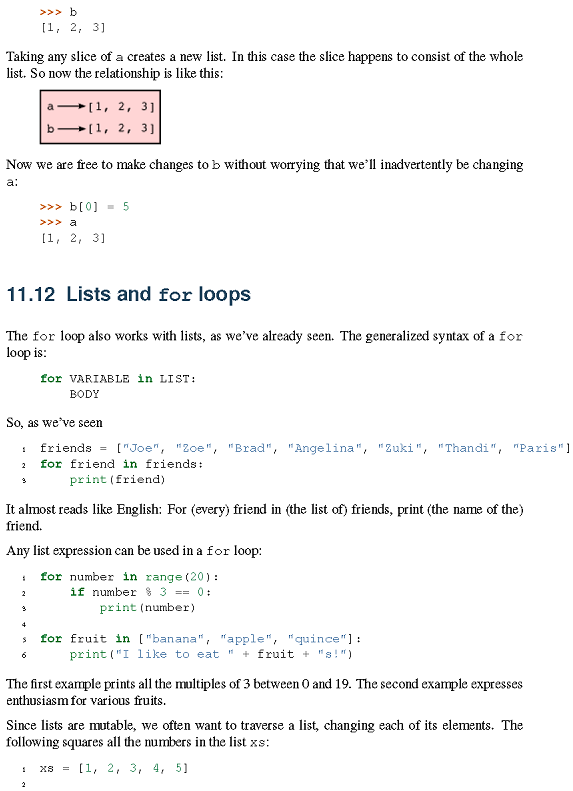 >>> b
[1, 2, 3]
Taking any slice of a creates a new list. In this case the slice happens to consist of the whole
list. So now the relationship is like this:
a [1, 2, 3]
b [1, 2, 3]
Now we are free to make changes to b without worrying that we'll inadvertently be changing
a:
>>> b[0] = 5
>>> a
[1, 2, 3]
11.12 Lists and for loops
The for loop also works with lists, as we've already seen. The generalized syntax of a for
loop is:
for VARIABLE in LIST:
BODY
So, as we've seen
1 friends = ["Joe", "Zoe", "Brad", "Angelina", "Zuki", "Thandi", "Paris"]
2 for friend in friends:
3 print(friend)
It almost reads like English: For (every) friend in (the list of) friends, print (the name of the)
friend.
Any list expression can be used in a for loop:
1 for number in range(20):
2 if number % 3 == 0:
3 print(number)
4
5 for fruit in ["banana", "apple", "quince"]:
6 print("I like to eat " + fruit + "s!")
The first example prints all the multiples of 3 between 0 and 19. The second example expresses
enthusiasm for various fruits.
Since lists are mutable, we often want to traverse a list, changing each of its elements. The
following squares all the numbers in the list xs:
1 xs = [1, 2, 3, 4, 5]
2